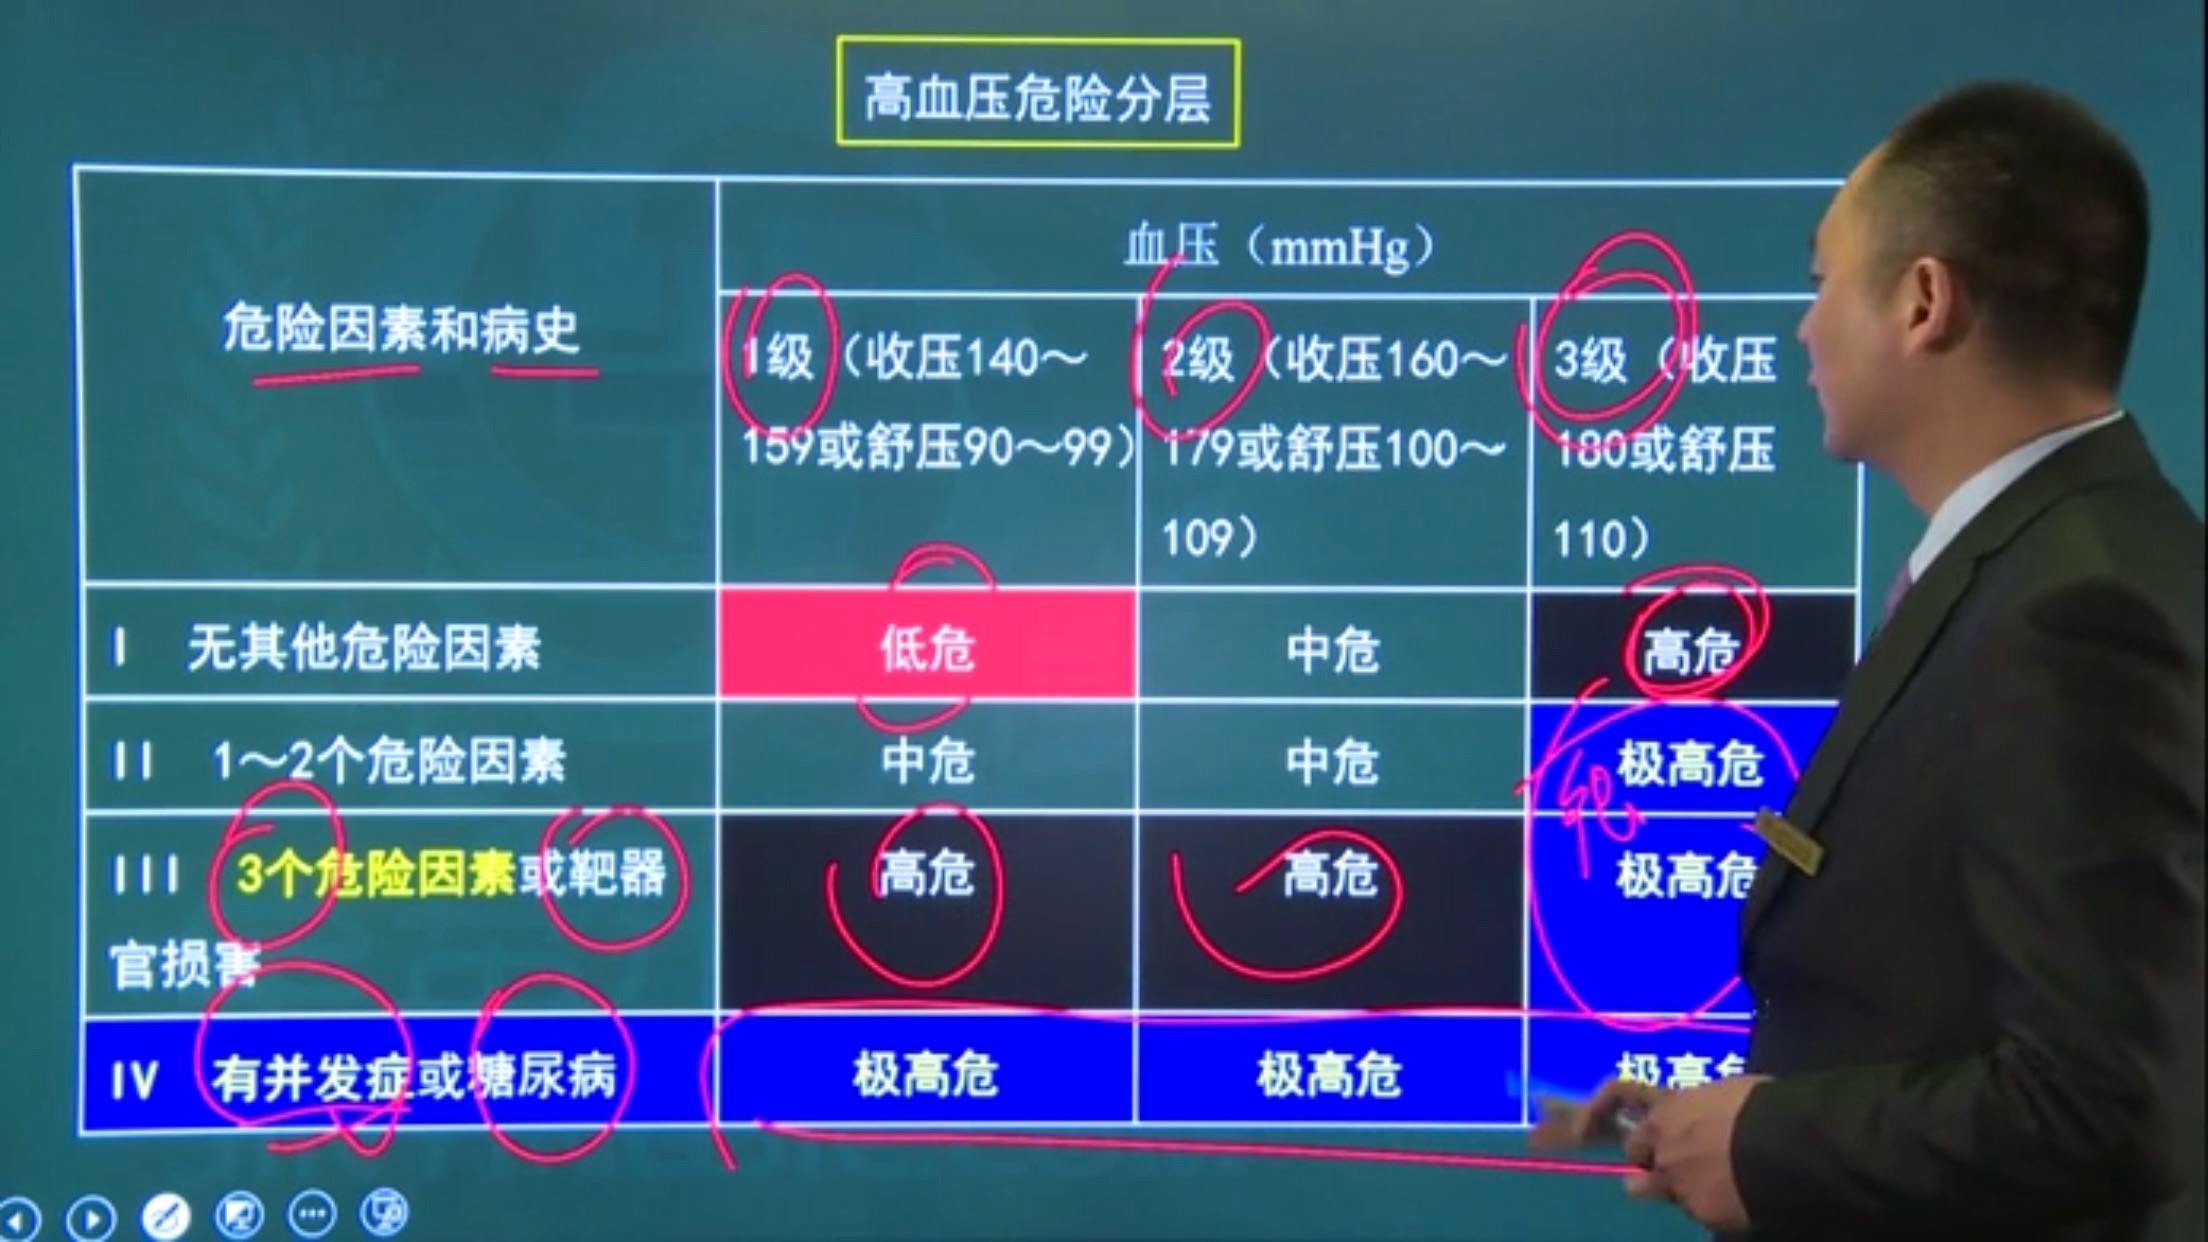 高血压危险分层
危险因素和病史
血压（mmHg）
1级（收压140～
159或舒压90～99）
2级（收压160～
179或舒压100～
109）
3级（收压
180或舒压
110）
I 无其他危险因素
低危
中危
高危
II 1～2个危险因素
中危
中危
极高危
III 3个危险因素或靶器
官损害
高危
高危
极高危
IV 有并发症或糖尿病
极高危
极高危
极高危